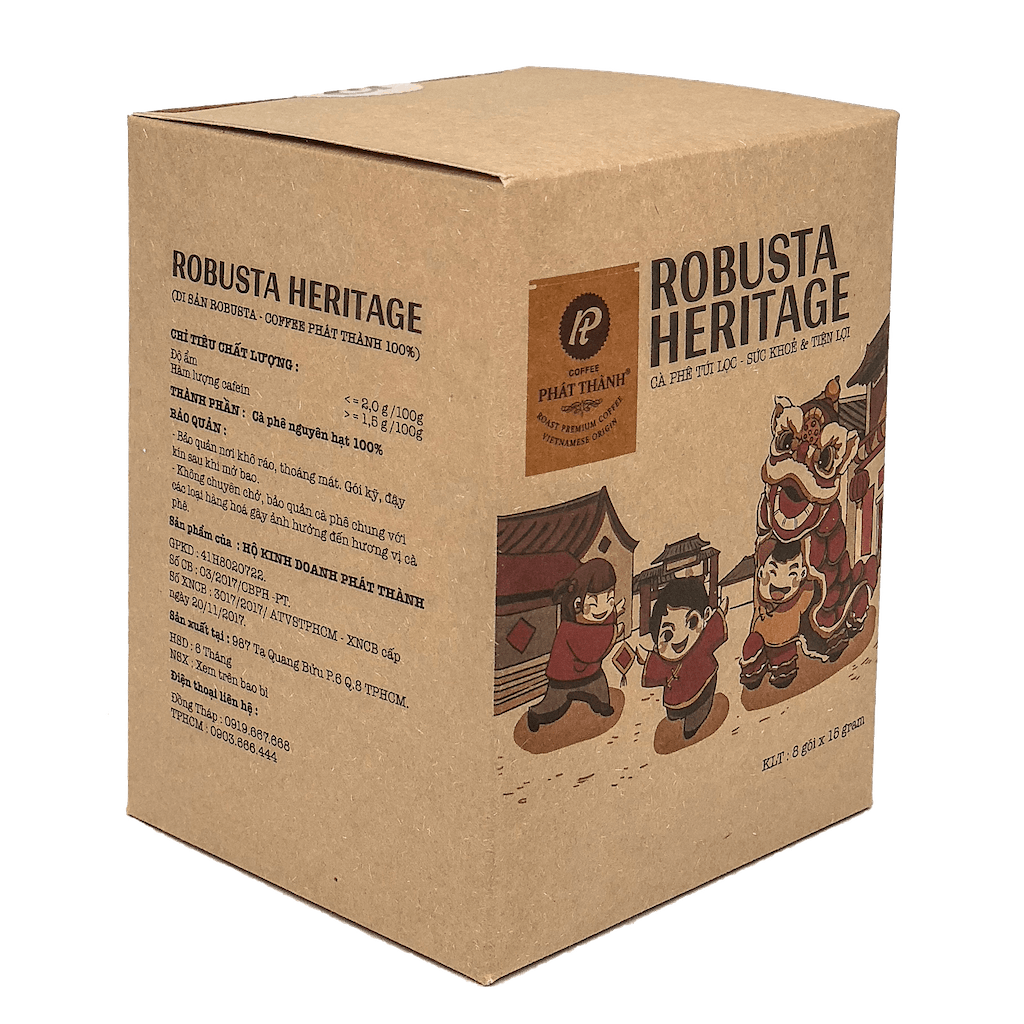 ROBUSTA HERITAGE
(DI SẢN ROBUSTA - COFFEE PHÁT THÀNH 100%)
CHỈ TIÊU CHẤT LƯỢNG :
Độ ẩm <= 2,0 g /100g
Hàm lượng cafein >= 1,5 g /100g
THÀNH PHẦN : Cà phê nguyên hạt 100%
BẢO QUẢN :
- Bảo quản nơi khô ráo, thoáng mát. Gói kỹ, đậy
kín sau khi mở bao.
- Không chuyên chở, bảo quản cà phê chung với
các loại hàng hoá gây ảnh hưởng đến hương vị cà
phê.
Sản phẩm của : HỘ KINH DOANH PHÁT THÀNH
GPKD : 41H8020722.
Số CB : 03/2017/CBPH -PT.
Số XNCB : 3017/2017/ ATVSTPHCM - XNCB cấp
ngày 20/11/2017.
Sản xuất tại : 987 Tạ Quang Bửu P.6 Q.8 TPHCM.
HSD : 6 Tháng
NSX : Xem trên bao bì
Điện thoại liên hệ :
Đồng Tháp : 0919.667.668
TPHCM : 0903.666.444
R
COFFEE
PHÁT THÀNH®
ROAST PREMIUM COFFEE
VIETNAMESE ORIGIN
ROBUSTA
HERITAGE
CÀ PHÊ TÚI LỌC - SỨC KHOẺ & TIỆN LỢI
KLT : 8 gói x 15 gram